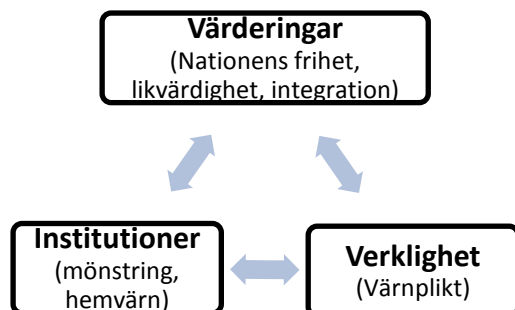 Värderingar
(Nationens frihet,
likvärdighet, integration)
Institutioner
(mönstring,
hemvärn)
Verklighet
(Värnplikt)